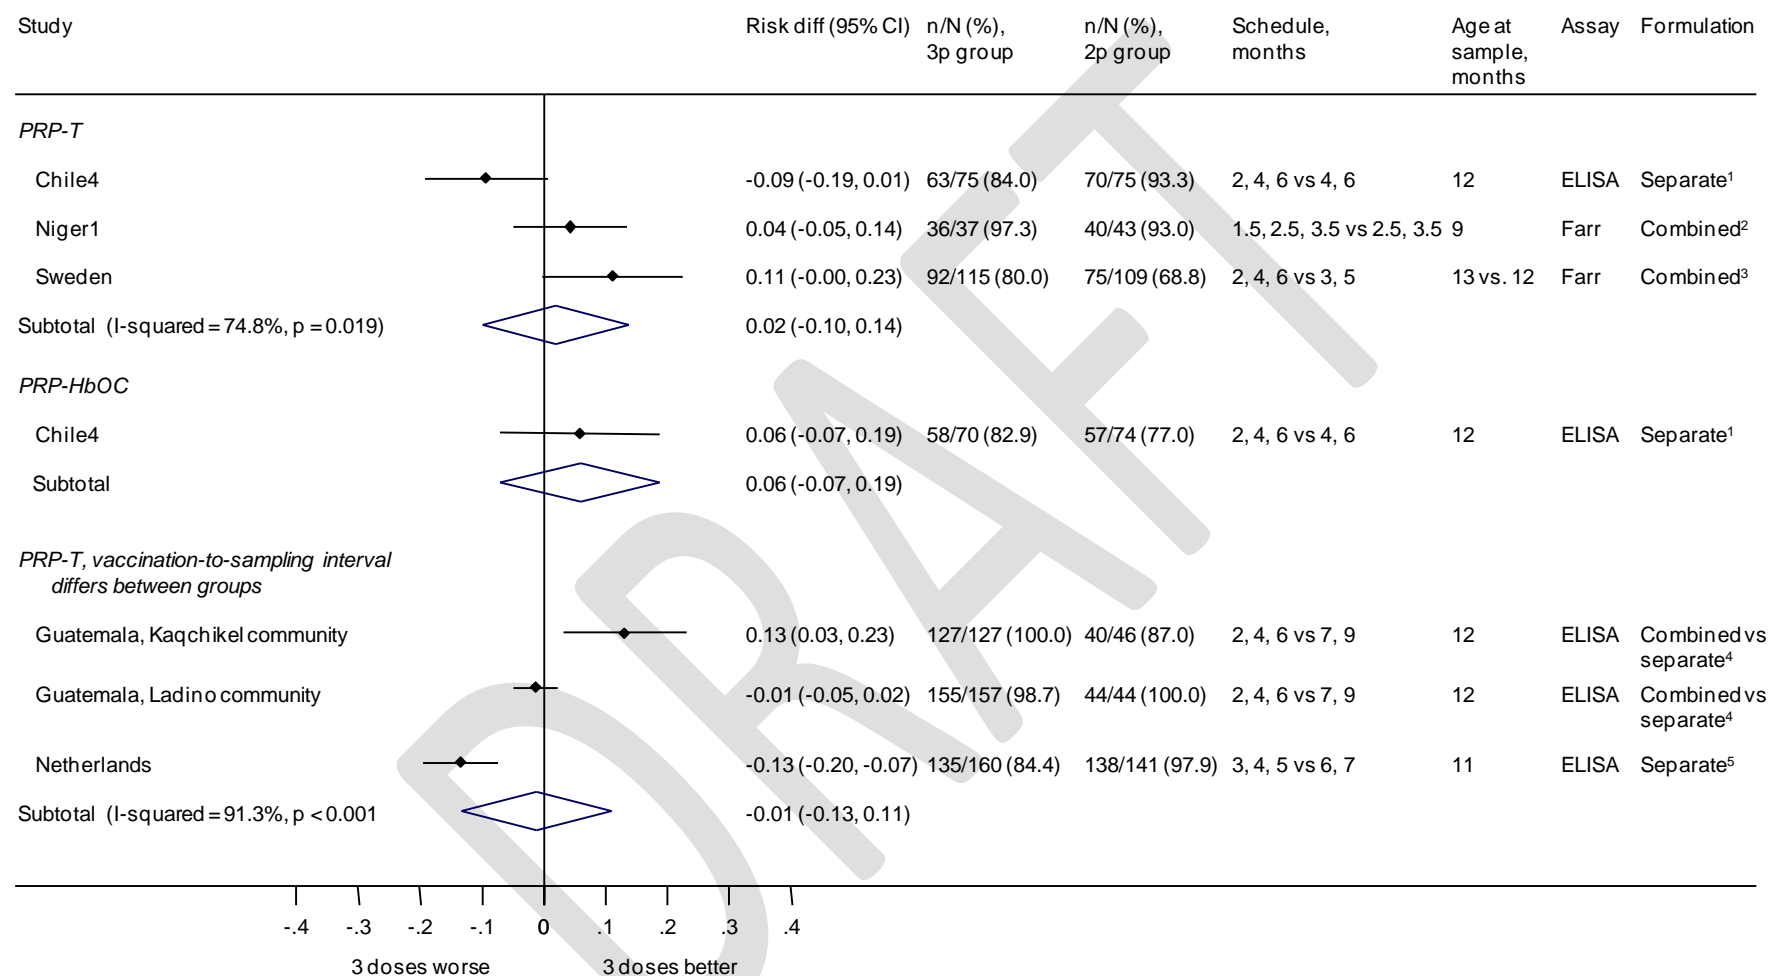 Study Risk diff (95% CI) n/N (%), 3p group n/N (%), 2p group Schedule, months Age at sample, months Assay Formulation
PRP-T
Chile4 -0.09 (-0.19, 0.01) 63/75 (84.0) 70/75 (93.3) 2, 4, 6 vs 4, 6 12 ELISA Separate¹
Niger1 0.04 (-0.05, 0.14) 36/37 (97.3) 40/43 (93.0) 1.5, 2.5, 3.5 vs 2.5, 3.5 9 Farr Combined²
Sweden 0.11 (-0.00, 0.23) 92/115 (80.0) 75/109 (68.8) 2, 4, 6 vs 3, 5 13 vs. 12 Farr Combined³
Subtotal (I-squared = 74.8%, p = 0.019) 0.02 (-0.10, 0.14)
PRP-HbOC
Chile4 0.06 (-0.07, 0.19) 58/70 (82.9) 57/74 (77.0) 2, 4, 6 vs 4, 6 12 ELISA Separate¹
Subtotal 0.06 (-0.07, 0.19)
PRP-T, vaccination-to-sampling interval
differs between groups
Guatemala, Kaqchikel community 0.13 (0.03, 0.23) 127/127 (100.0) 40/46 (87.0) 2, 4, 6 vs 7, 9 12 ELISA Combined vs separate⁴
Guatemala, Ladino community -0.01 (-0.05, 0.02) 155/157 (98.7) 44/44 (100.0) 2, 4, 6 vs 7, 9 12 ELISA Combined vs separate⁴
Netherlands -0.13 (-0.20, -0.07) 135/160 (84.4) 138/141 (97.9) 3, 4, 5 vs 6, 7 11 ELISA Separate⁵
Subtotal (I-squared = 91.3%, p < 0.001 -0.01 (-0.13, 0.11)
-.4 -.3 -.2 -.1 0 .1 .2 .3 .4
3 doses worse 3 doses better
DRAFT